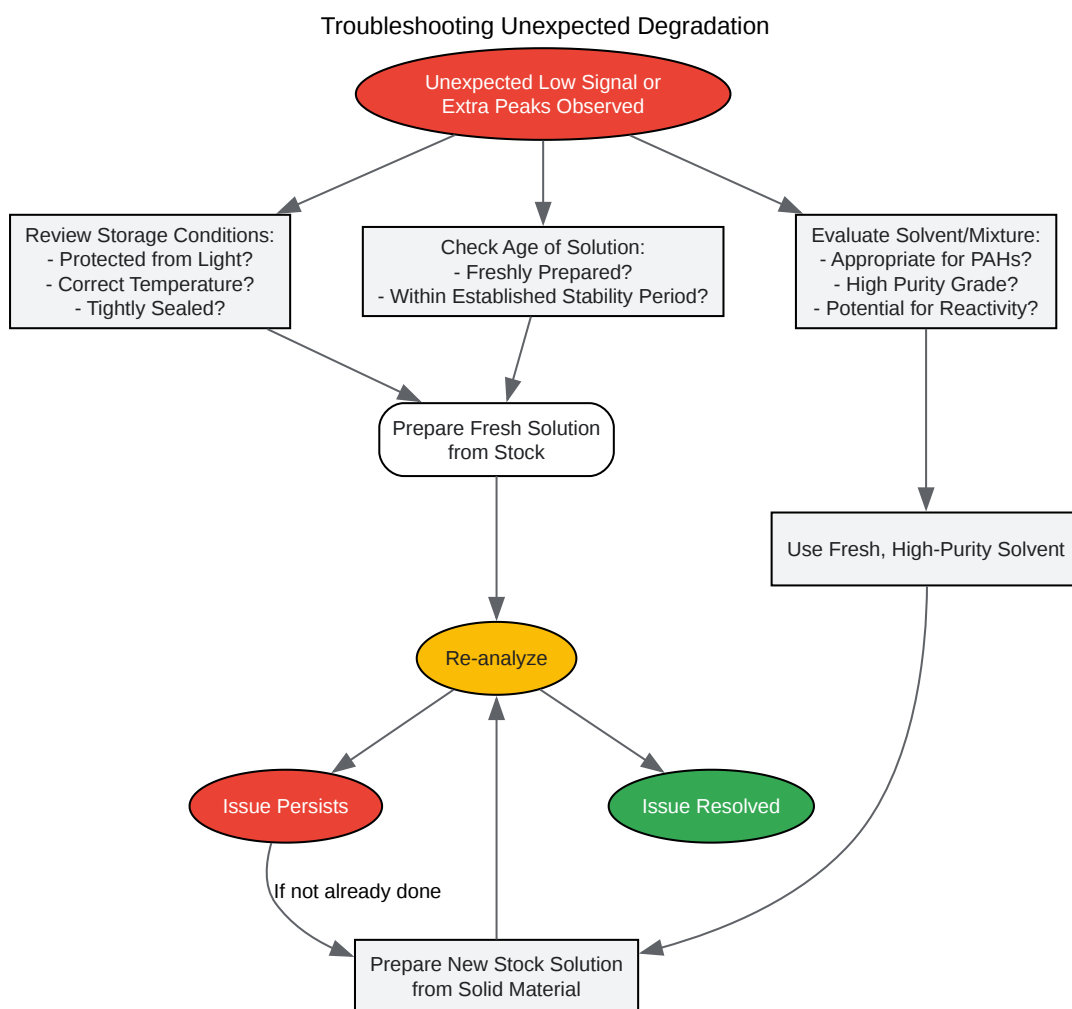 Troubleshooting Unexpected Degradation
Unexpected Low Signal or
Extra Peaks Observed
Review Storage Conditions:
- Protected from Light?
- Correct Temperature?
- Tightly Sealed?
Check Age of Solution:
- Freshly Prepared?
- Within Established Stability Period?
Evaluate Solvent/Mixture:
- Appropriate for PAHs?
- High Purity Grade?
- Potential for Reactivity?
Prepare Fresh Solution
from Stock
Use Fresh, High-Purity Solvent
Re-analyze
Issue Persists
Issue Resolved
If not already done
Prepare New Stock Solution
from Solid Material